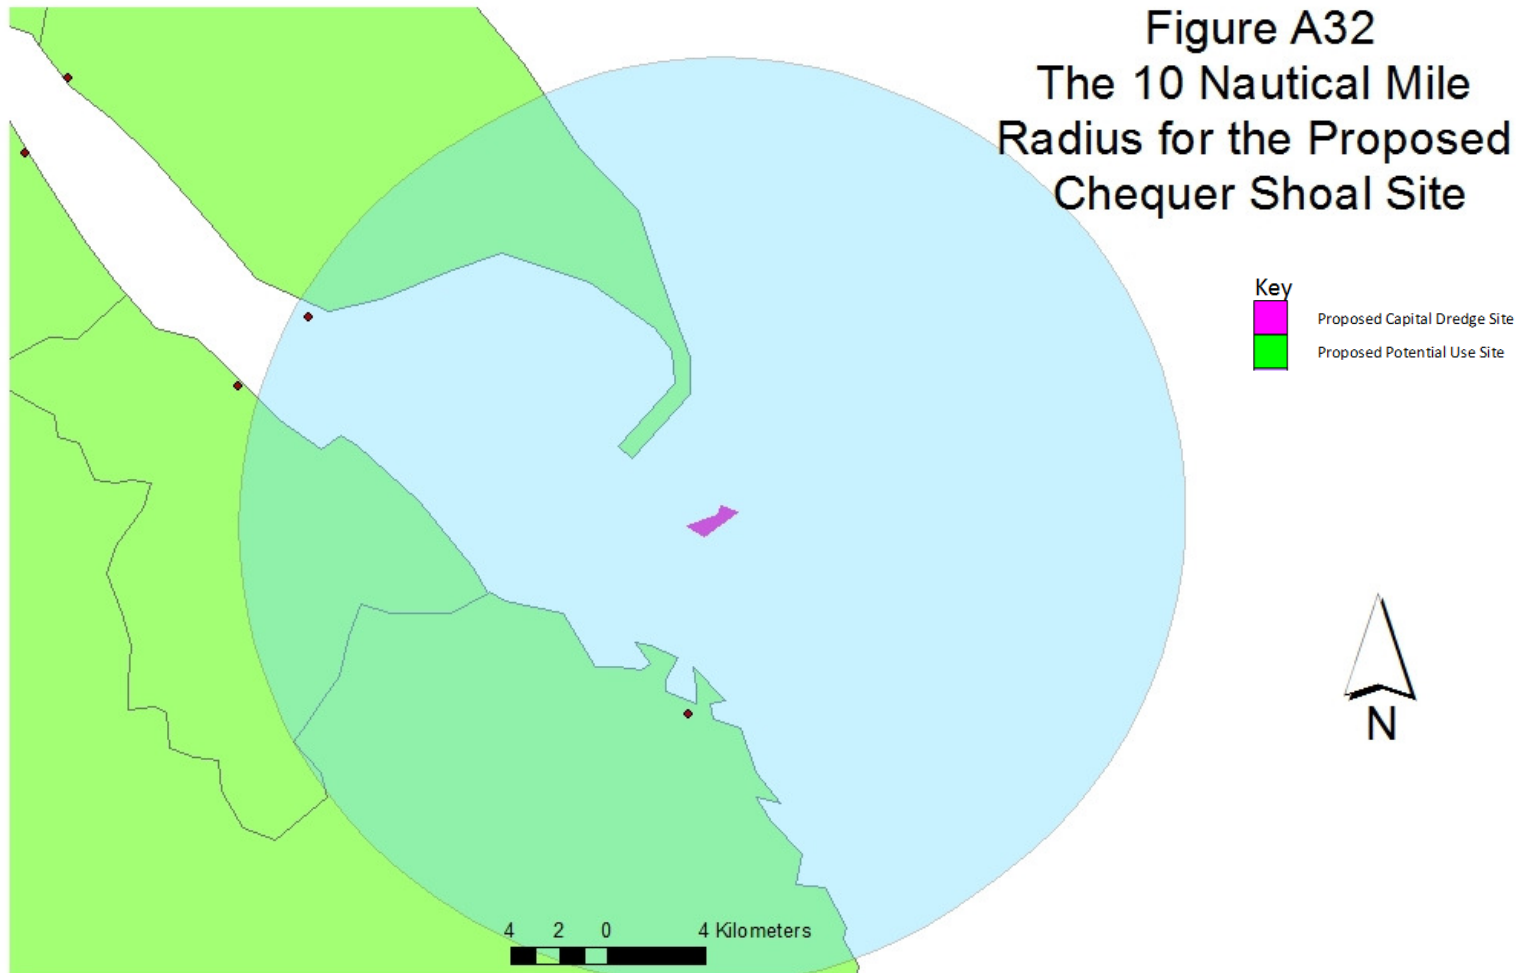 Figure A32
The 10 Nautical Mile
Radius for the Proposed
Chequer Shoal Site
Key
Proposed Capital Dredge Site
Proposed Potential Use Site
N
4 2 0 4 Kilometers